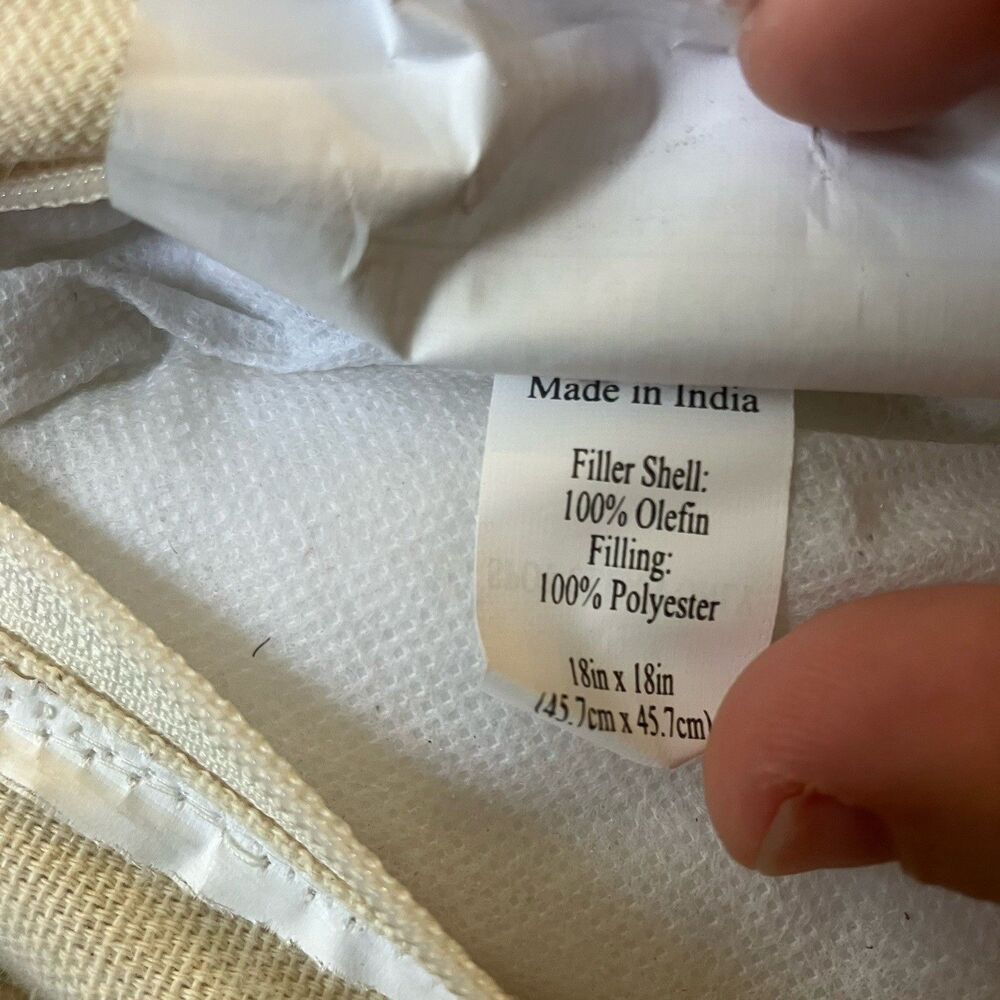 Made in India
Filler Shell:
100% Olefin
Filling:
100% Polyester
18in x 18in
(45.7cm x 45.7cm)